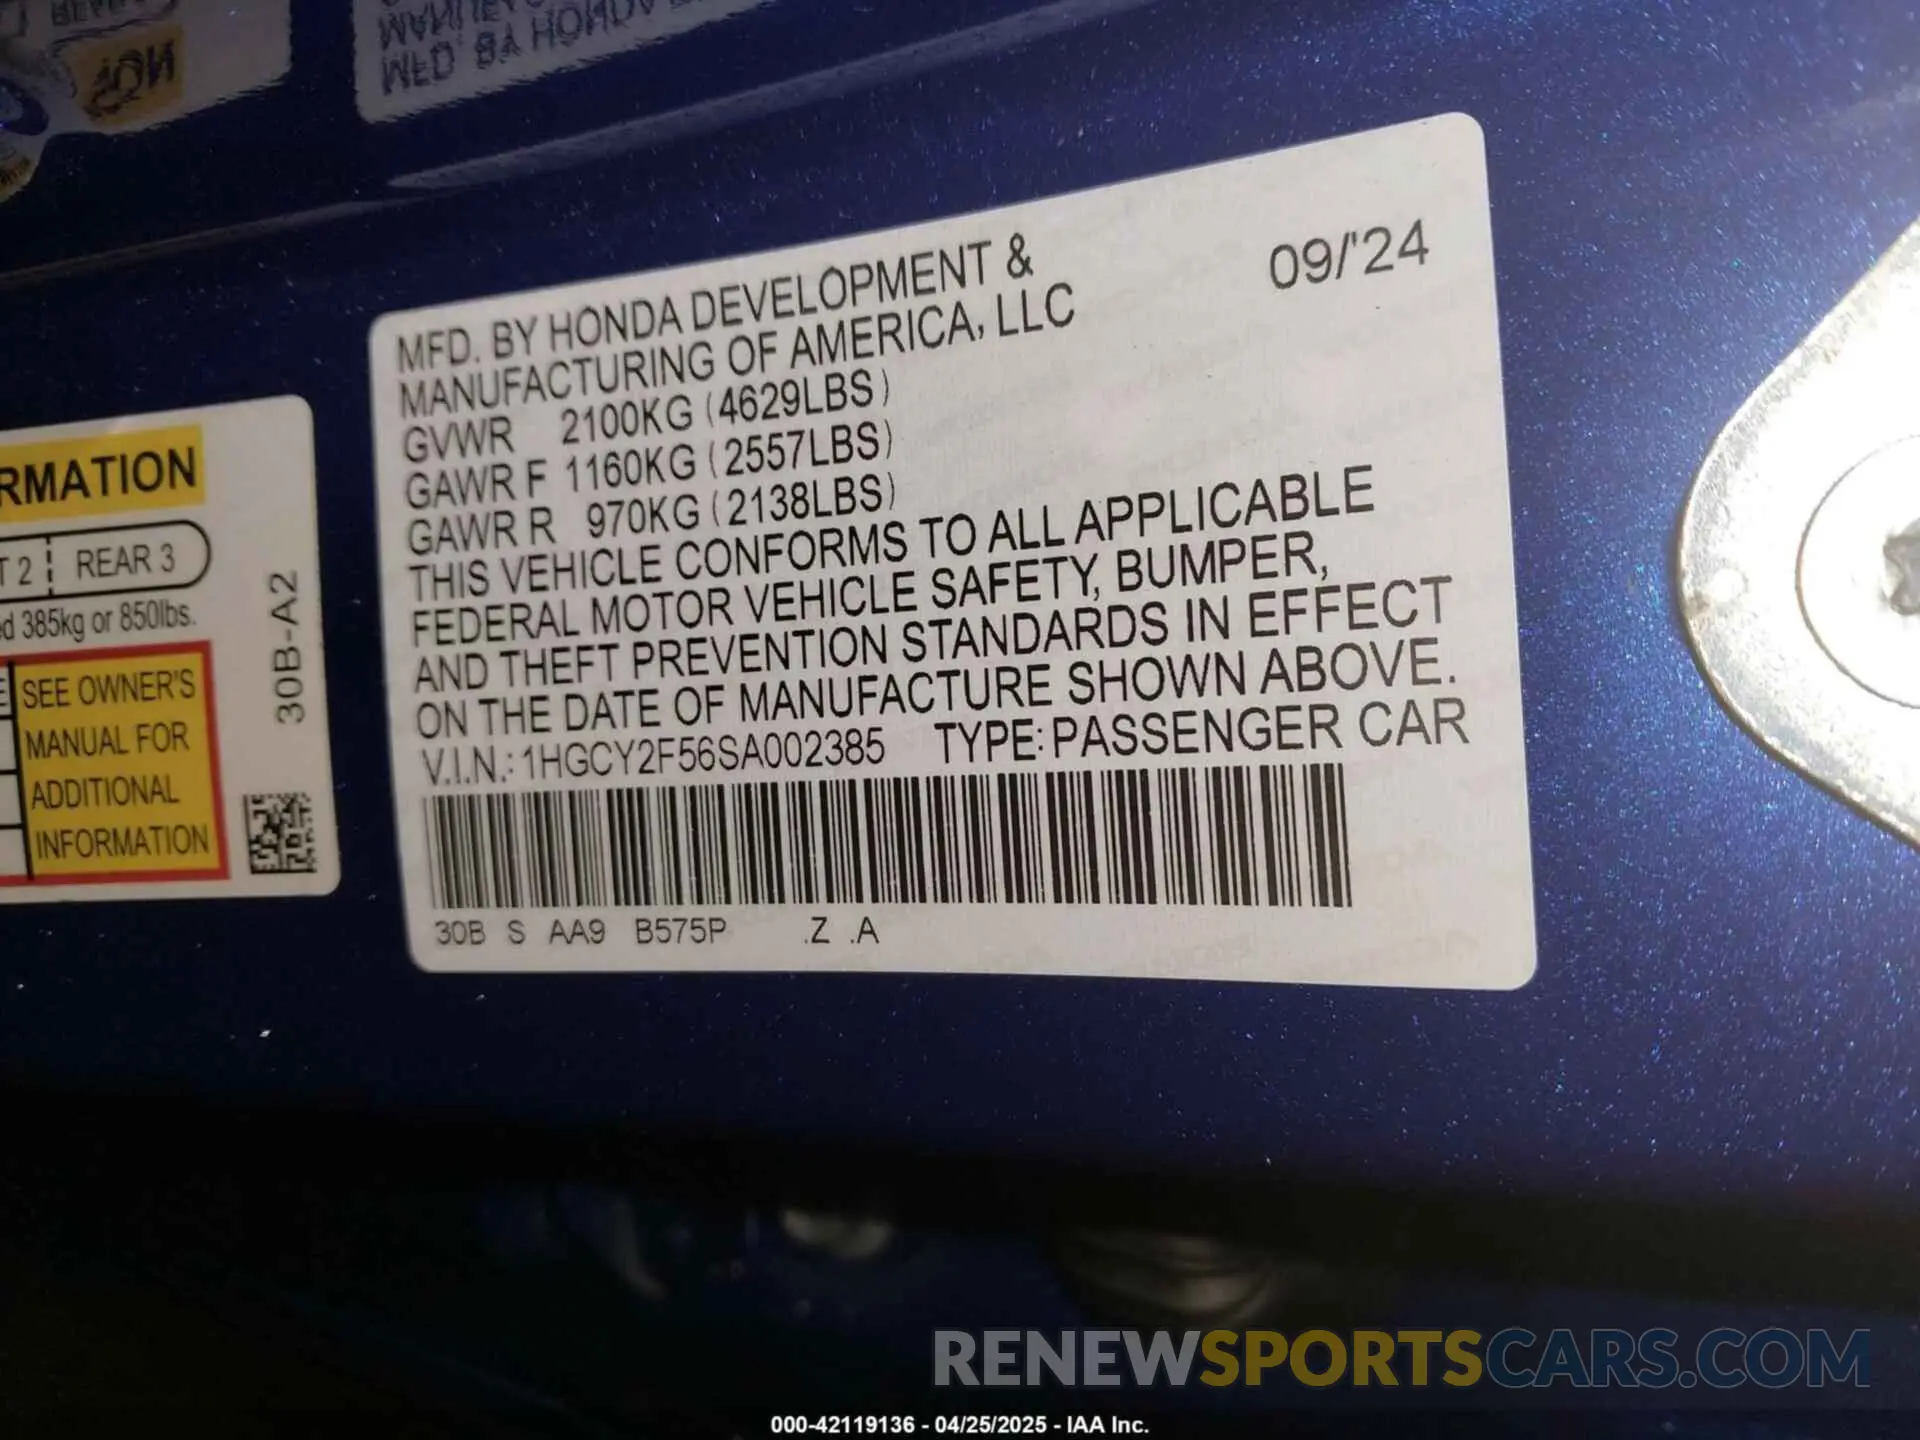 MFD. BY HONDA DEVELOPMENT &
MANUFACTURING OF AMERICA, LLC
09/'24
GVWR 2100KG (4629LBS)
GAWR F 1160KG (2557LBS)
GAWR R 970KG (2138LBS)
THIS VEHICLE CONFORMS TO ALL APPLICABLE
FEDERAL MOTOR VEHICLE SAFETY, BUMPER,
AND THEFT PREVENTION STANDARDS IN EFFECT
ON THE DATE OF MANUFACTURE SHOWN ABOVE.
V.I.N.: 1HGCY2F56SA002385 TYPE: PASSENGER CAR
30B S AA9 B575P .Z .A
RMATION
T 2 REAR 3
ed 385kg or 850lbs.
SEE OWNER'S
MANUAL FOR
ADDITIONAL
INFORMATION
30B-A2
RENEWSPORTSCARS.COM
000-42119136 - 04/25/2025 - IAA Inc.